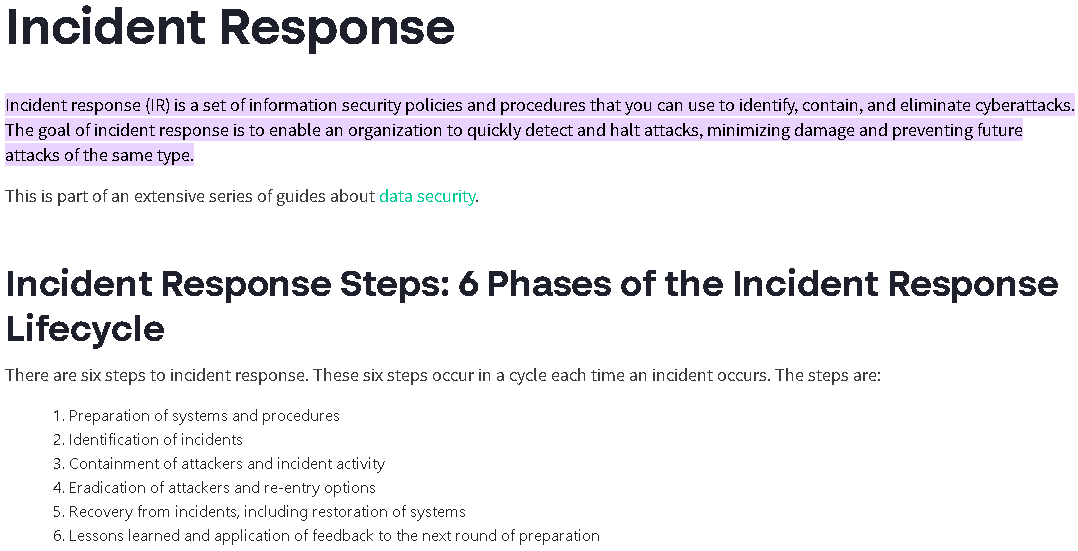 Incident Response
Incident response (IR) is a set of information security policies and procedures that you can use to identify, contain, and eliminate cyberattacks.
The goal of incident response is to enable an organization to quickly detect and halt attacks, minimizing damage and preventing future
attacks of the same type.
This is part of an extensive series of guides about data security.
Incident Response Steps: 6 Phases of the Incident Response
Lifecycle
There are six steps to incident response. These six steps occur in a cycle each time an incident occurs. The steps are:
1. Preparation of systems and procedures
2. Identification of incidents
3. Containment of attackers and incident activity
4. Eradication of attackers and re-entry options
5. Recovery from incidents, including restoration of systems
6. Lessons learned and application of feedback to the next round of preparation